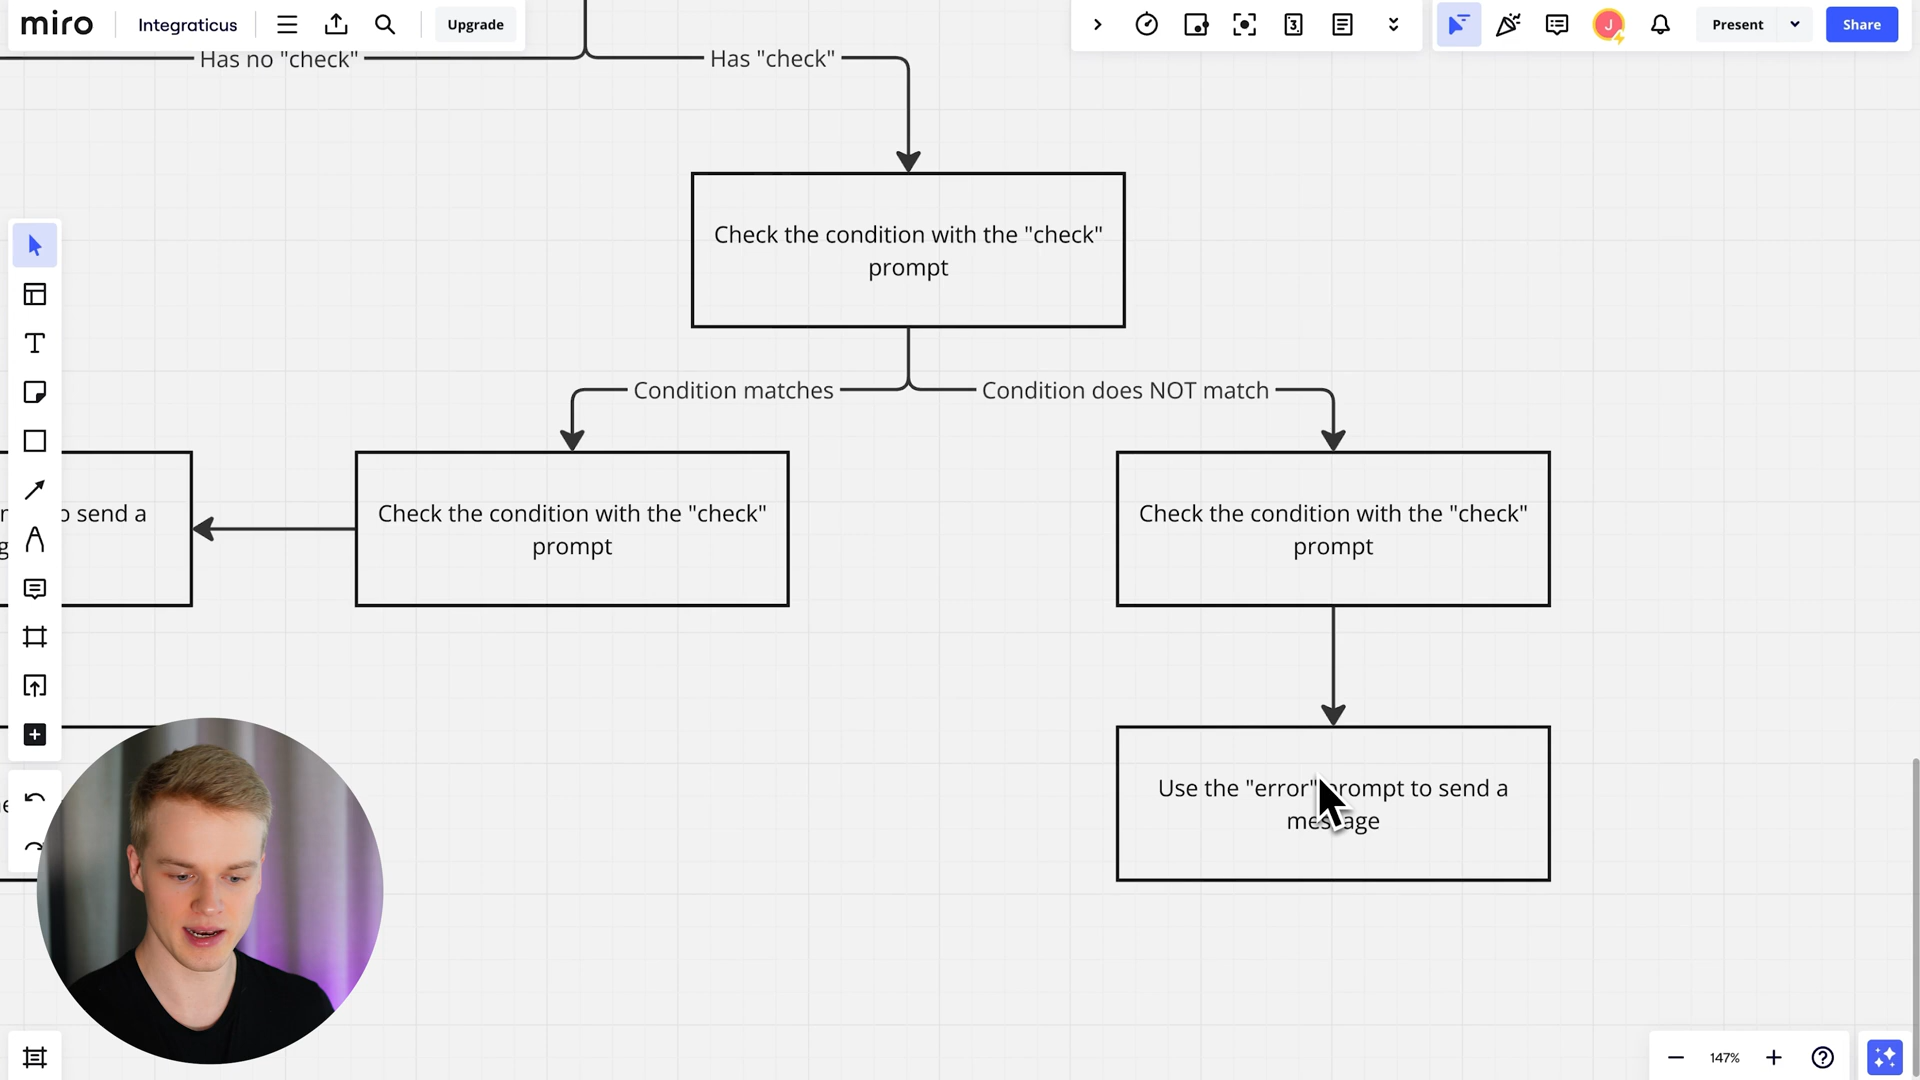 miro
Integraticus
Upgrade
3
J
Present
Share
Has no "check"
Has "check"
Check the condition with the "check"
prompt
Condition matches
Condition does NOT match
o send a
Check the condition with the "check"
prompt
Check the condition with the "check"
prompt
Use the "error" prompt to send a
message
147%